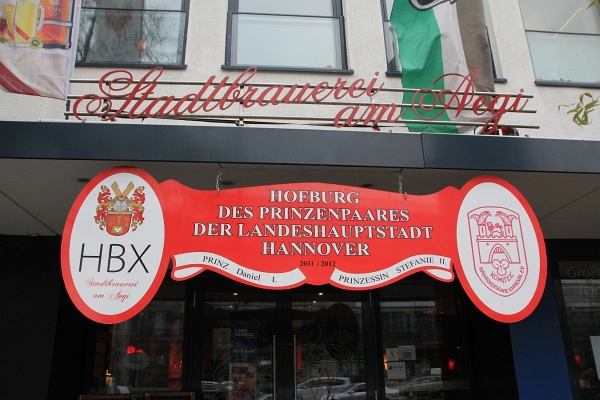 Stadtbrauerei
am Aegi
HOFBURG
DES PRINZENPAARES
DER LANDESHAUPTSTADT
HANNOVER
2011 / 2012
PRINZ Daniel I.
PRINZESSIN STEFANIE II.
HBX
Stadtbrauerei
am Aegi
KOMITEE